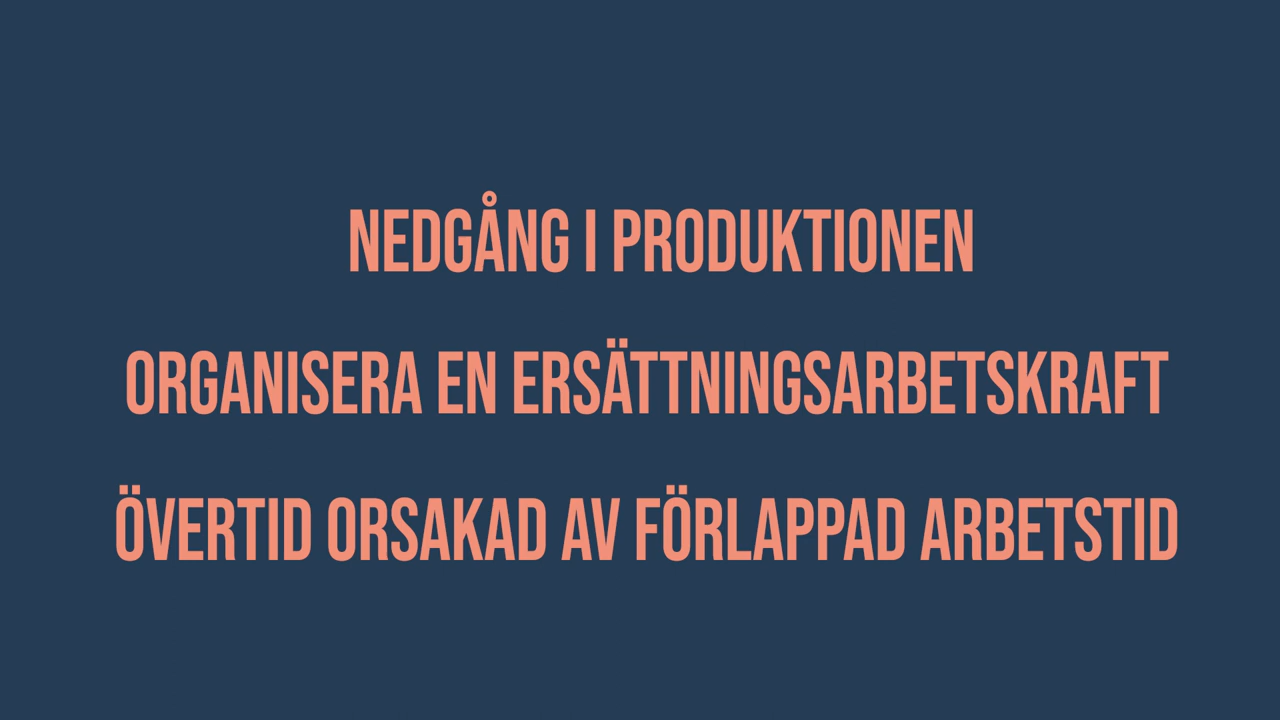 NEDGÅNG I PRODUKTIONEN
ORGANISERA EN ERSÄTTNINGSARBETSKRAFT
ÖVERTID ORSAKAD AV FÖRLAPPAD ARBETSTID